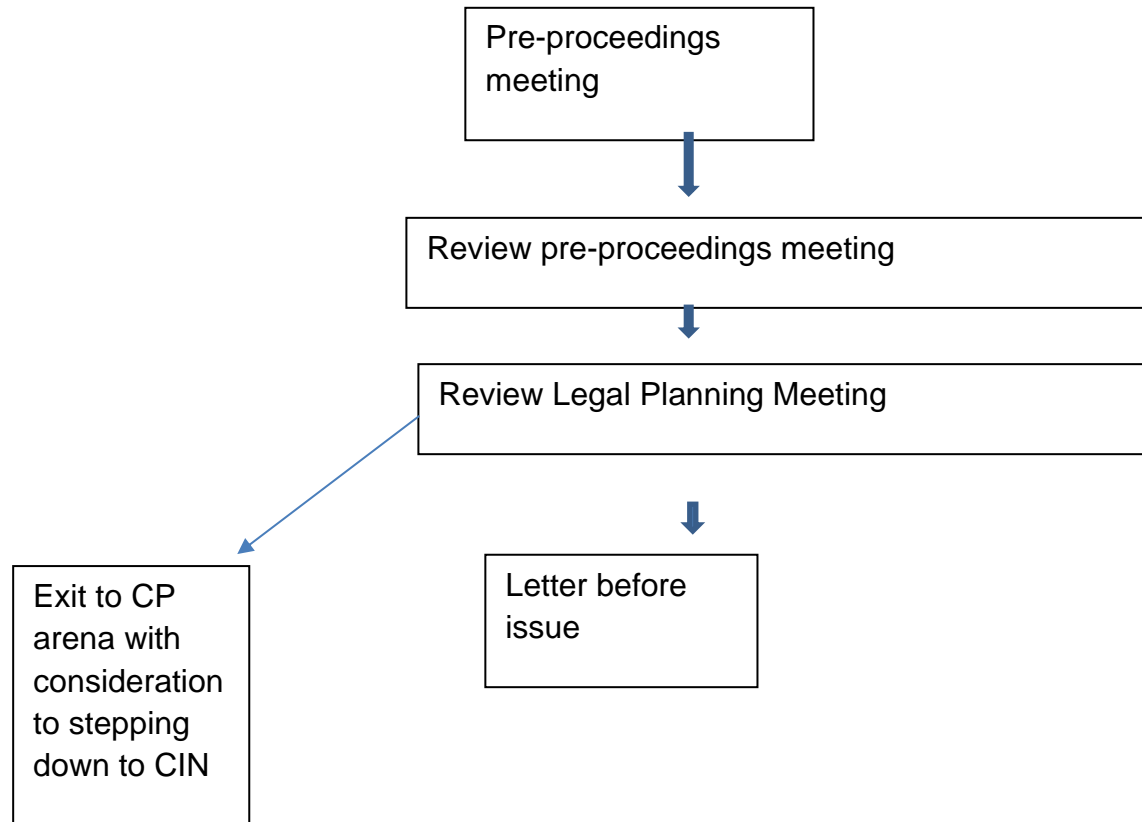 Pre-proceedings
meeting
Review pre-proceedings meeting
Review Legal Planning Meeting
Exit to CP
arena with
consideration
to stepping
down to CIN
Letter before
issue